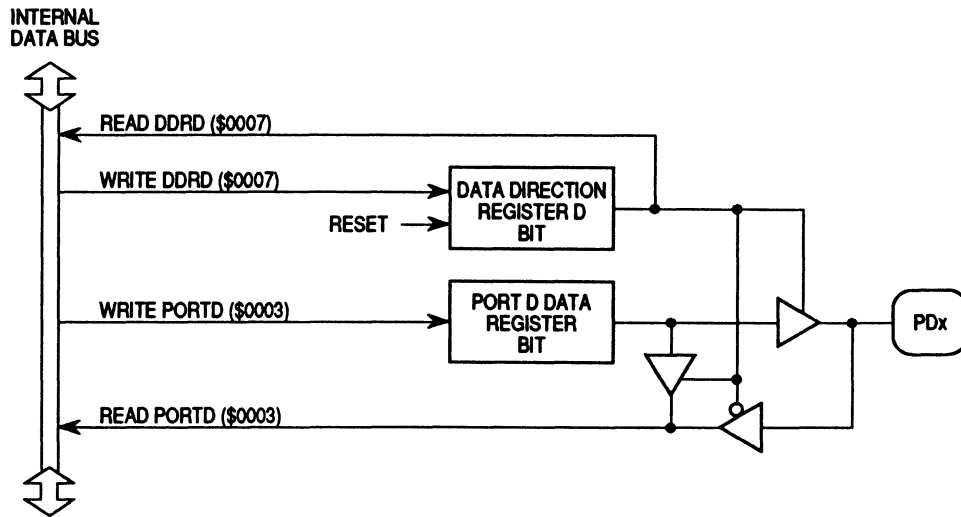 INTERNAL
DATA BUS
READ DDRD ($0007)
WRITE DDRD ($0007)
RESET
DATA DIRECTION
REGISTER D
BIT
WRITE PORTD ($0003)
PORT D DATA
REGISTER
BIT
PDx
READ PORTD ($0003)